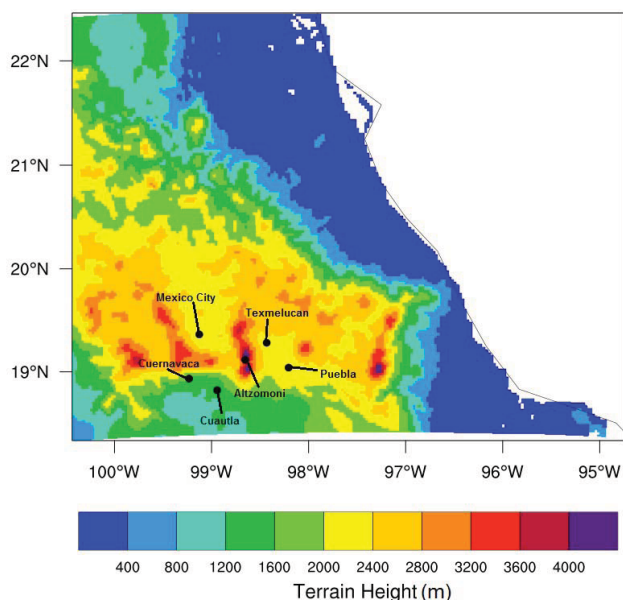 22°N
21°N
20°N
19°N
Mexico City
Texmelucan
Cuernavaca
Puebla
Altzomoni
Cuautla
100°W 99°W 98°W 97°W 96°W 95°W
400 800 1200 1600 2000 2400 2800 3200 3600 4000
Terrain Height (m)